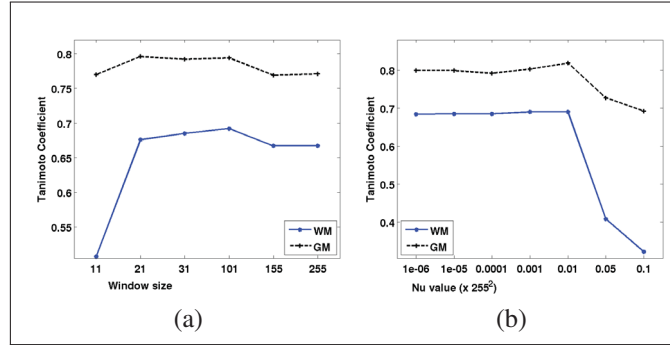 Tanimoto Coefficient
0.8
0.75
0.7
0.65
0.6
0.55
11
21
31
101
155
255
Window size
WM
GM
(a)
Tanimoto Coefficient
0.8
0.7
0.6
0.5
0.4
1e-06
1e-05
0.0001
0.001
0.01
0.05
0.1
Nu value (x 255²)
WM
GM
(b)